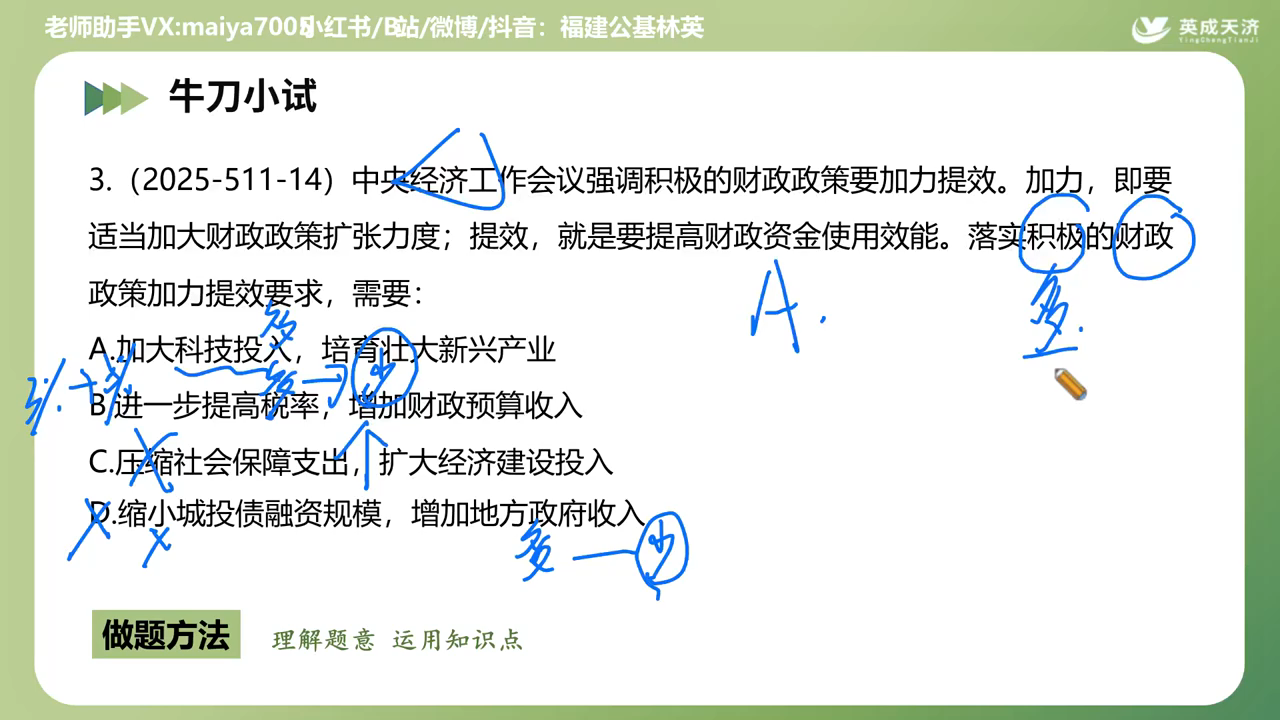 老师助手VX:maiya7005小红书/B站/微博/抖音：福建公基林英
英成天济
YingChengTianJi
牛刀小试
3.（2025-511-14）中央经济工作会议强调积极的财政政策要加力提效。加力，即要
适当加大财政政策扩张力度；提效，就是要提高财政资金使用效能。落实积极的财政
政策加力提效要求，需要：
A.
多.
A.加大科技投入，培育壮大新兴产业
多
多
少
B.进一步提高税率，增加财政预算收入
C.压缩社会保障支出，扩大经济建设投入
D.缩小城投债融资规模，增加地方政府收入
多
少
做题方法
理解题意 运用知识点